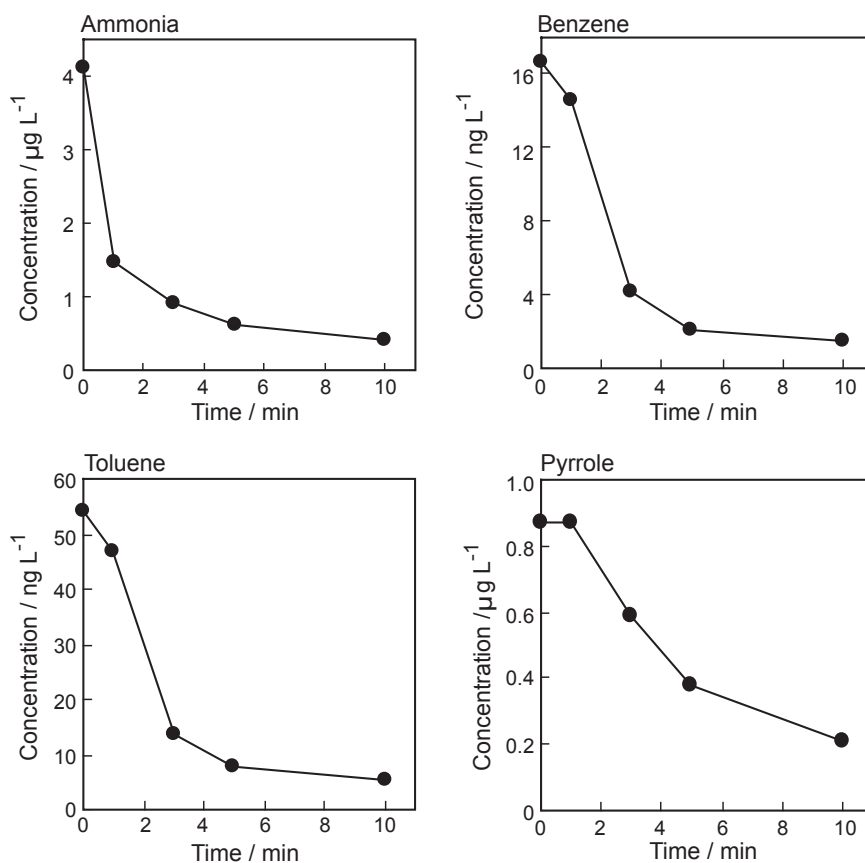 Ammonia
4
3
2
1
0
0 2 4 6 8 10
Time / min
Concentration / μg L⁻¹
Benzene
16
12
8
4
0
0 2 4 6 8 10
Time / min
Concentration / ng L⁻¹
Toluene
60
50
40
30
20
10
0
0 2 4 6 8 10
Time / min
Concentration / ng L⁻¹
Pyrrole
1.0
0.8
0.6
0.4
0.2
0
0 2 4 6 8 10
Time / min
Concentration /μg L⁻¹